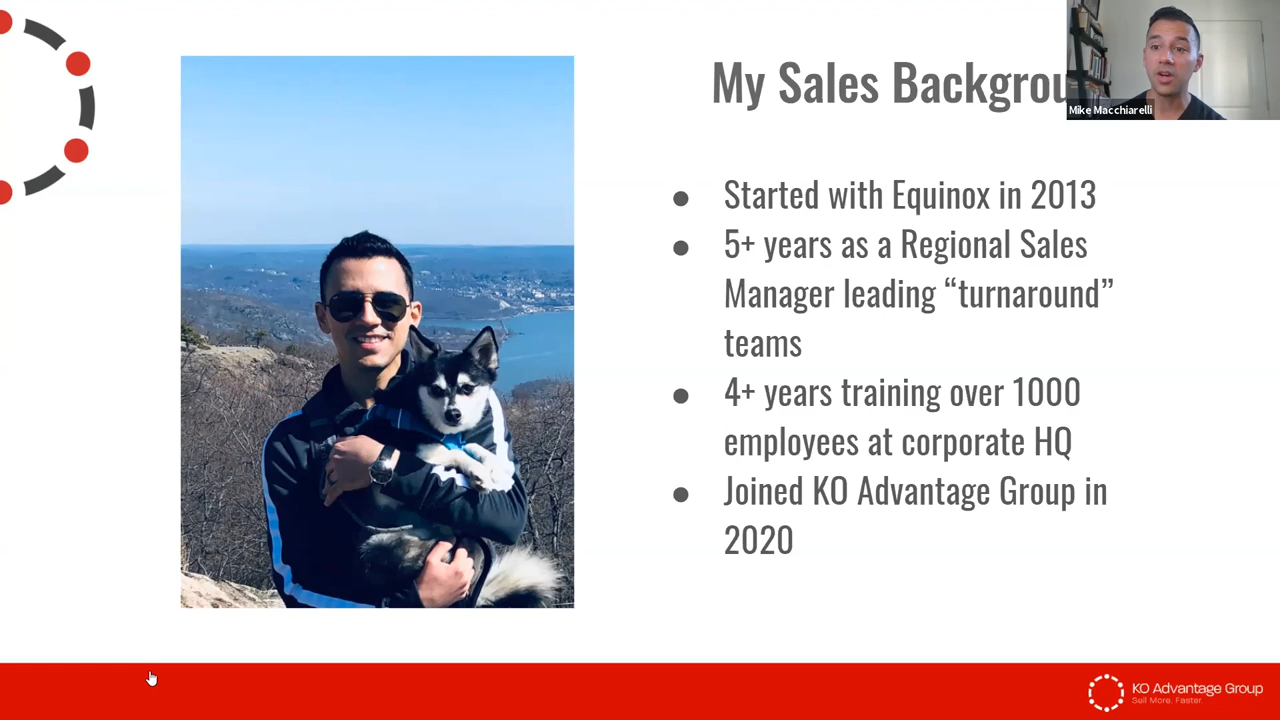 My Sales Backgrou
Mike Macchiarelli
● Started with Equinox in 2013
● 5+ years as a Regional Sales
Manager leading “turnaround”
teams
● 4+ years training over 1000
employees at corporate HQ
● Joined KO Advantage Group in
2020
KO Advantage Group
Sell More. Faster.